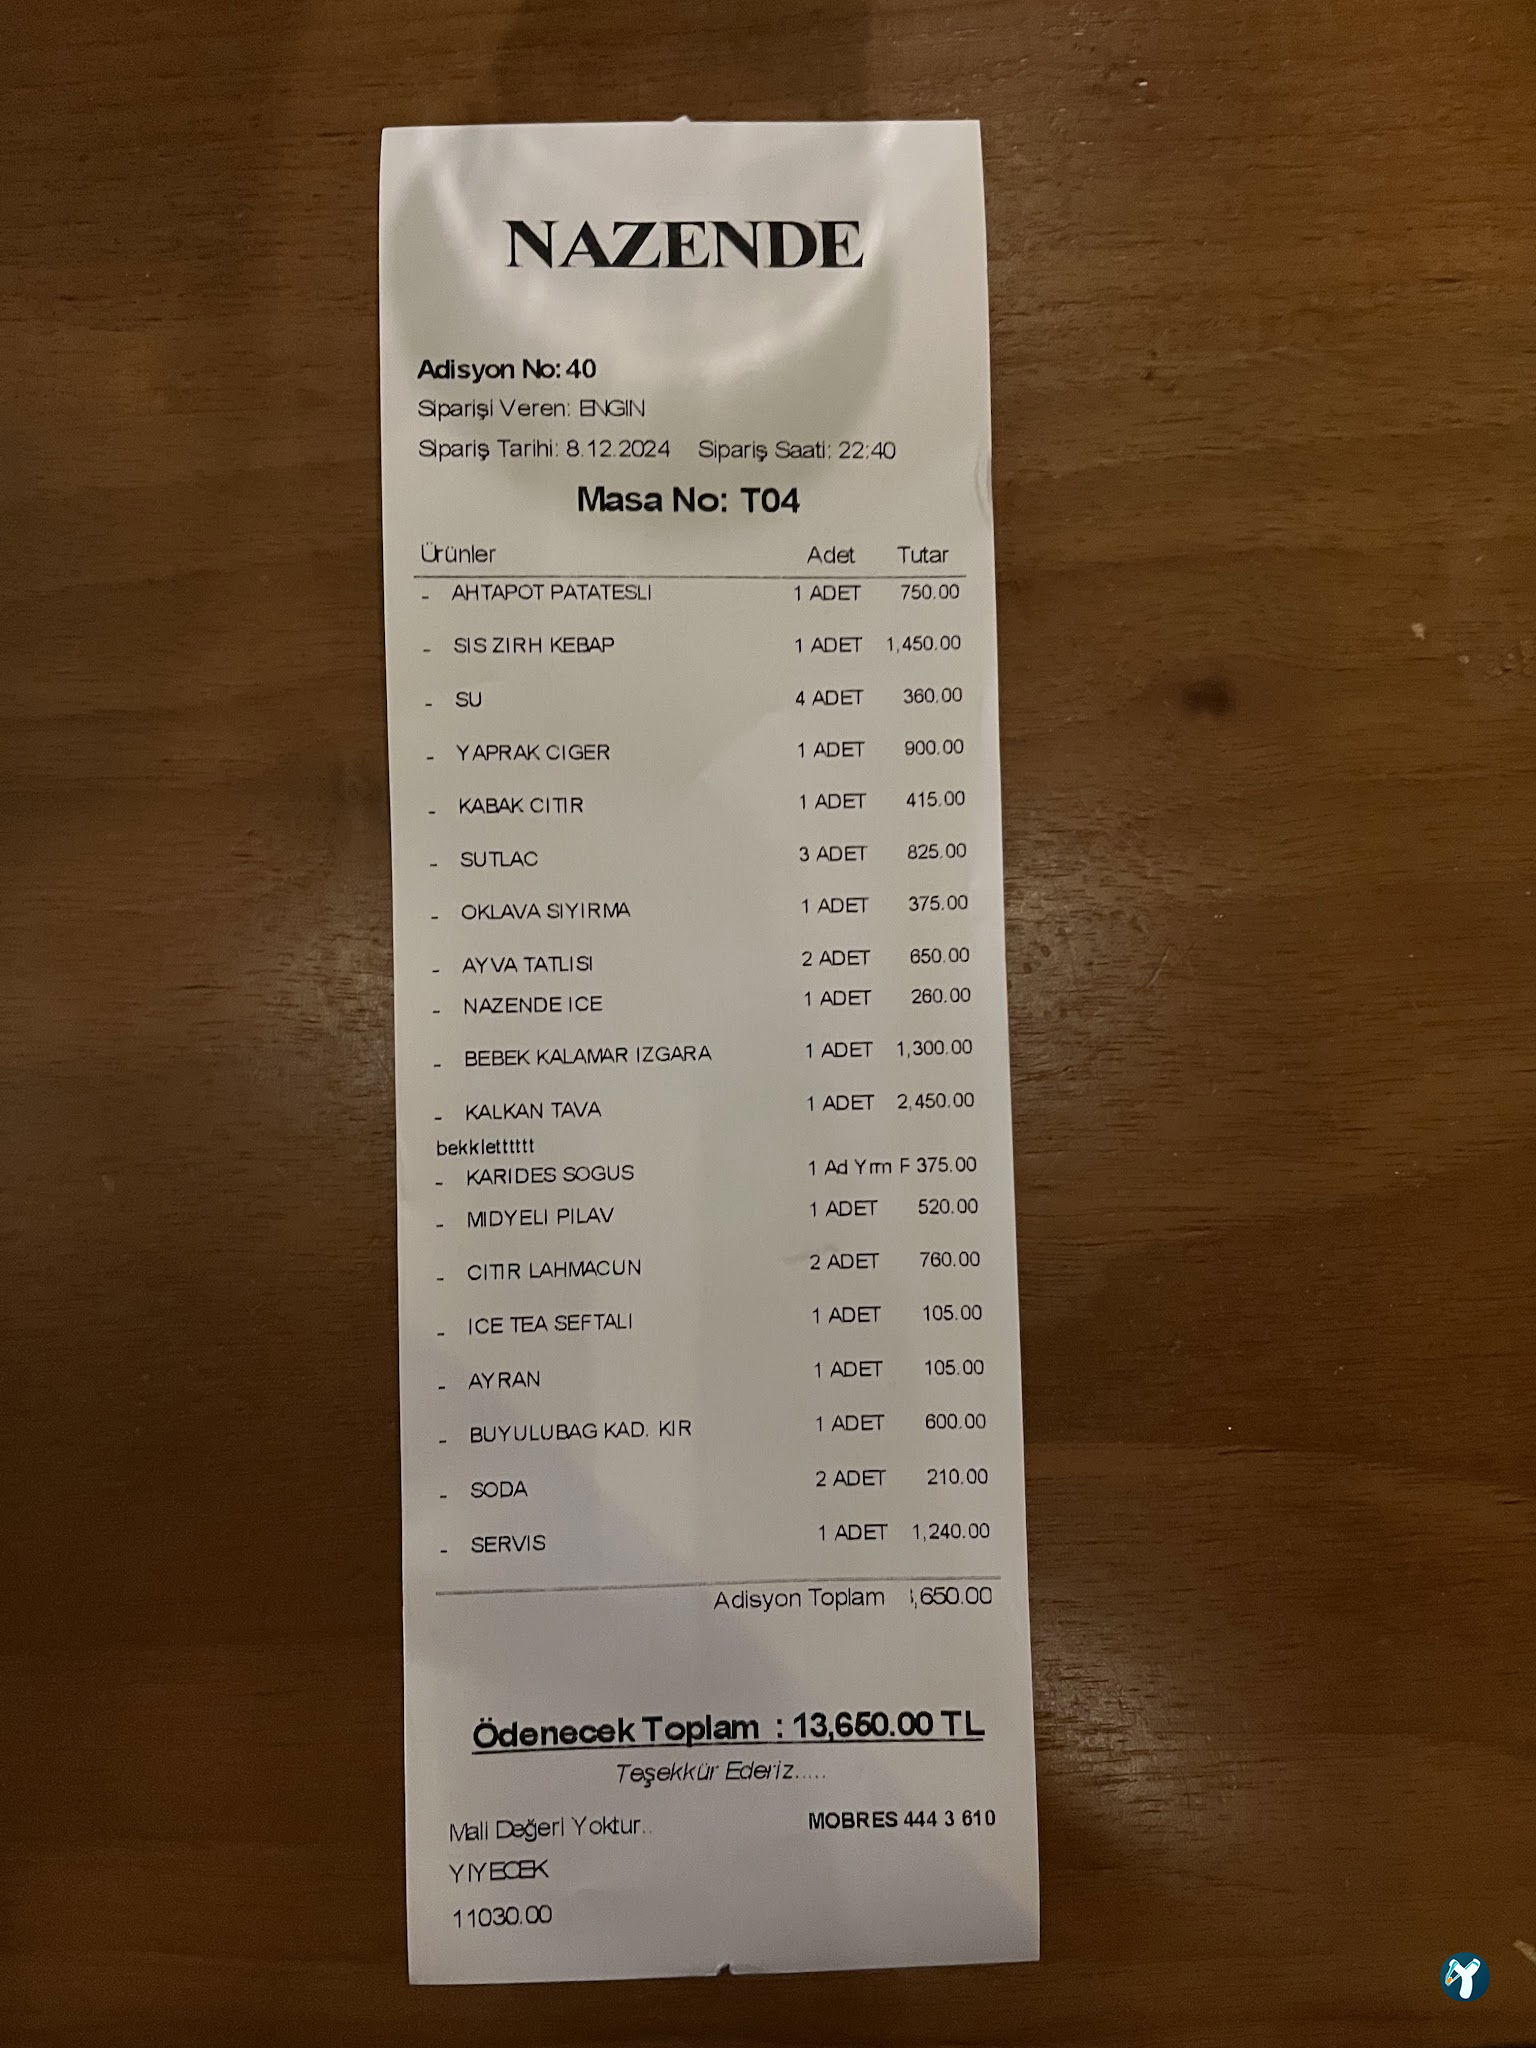 NAZENDE
Adisyon No: 40
Siparişi Veren: ENGIN
Sipariş Tarihi: 8.12.2024 Sipariş Saati: 22:40
Masa No: T04
Ürünler Adet Tutar
- AHTAPOT PATATESLI 1 ADET 750.00
- SIS ZIRH KEBAP 1 ADET 1,450.00
- SU 4 ADET 360.00
- YAPRAK CIGER 1 ADET 900.00
- KABAK CITIR 1 ADET 415.00
- SUTLAC 3 ADET 825.00
- OKLAVA SIYIRMA 1 ADET 375.00
- AYVA TATLISI 2 ADET 650.00
- NAZENDE ICE 1 ADET 260.00
- BEBEK KALAMAR IZGARA 1 ADET 1,300.00
- KALKAN TAVA 1 ADET 2,450.00
bekkletttttt
- KARIDES SOGUS 1 Ad Yrm F 375.00
- MIDYELI PILAV 1 ADET 520.00
- CITIR LAHMACUN 2 ADET 760.00
- ICE TEA SEFTALI 1 ADET 105.00
- AYRAN 1 ADET 105.00
- BUYULUBAG KAD. KIR 1 ADET 600.00
- SODA 2 ADET 210.00
- SERVIS 1 ADET 1,240.00
Adisyon Toplam ,650.00
Ödenecek Toplam : 13,650.00 TL
Teşekkür Ederiz.....
Mali Değeri Yoktur.. MOBRES 444 3 610
YIYECEK
11030.00